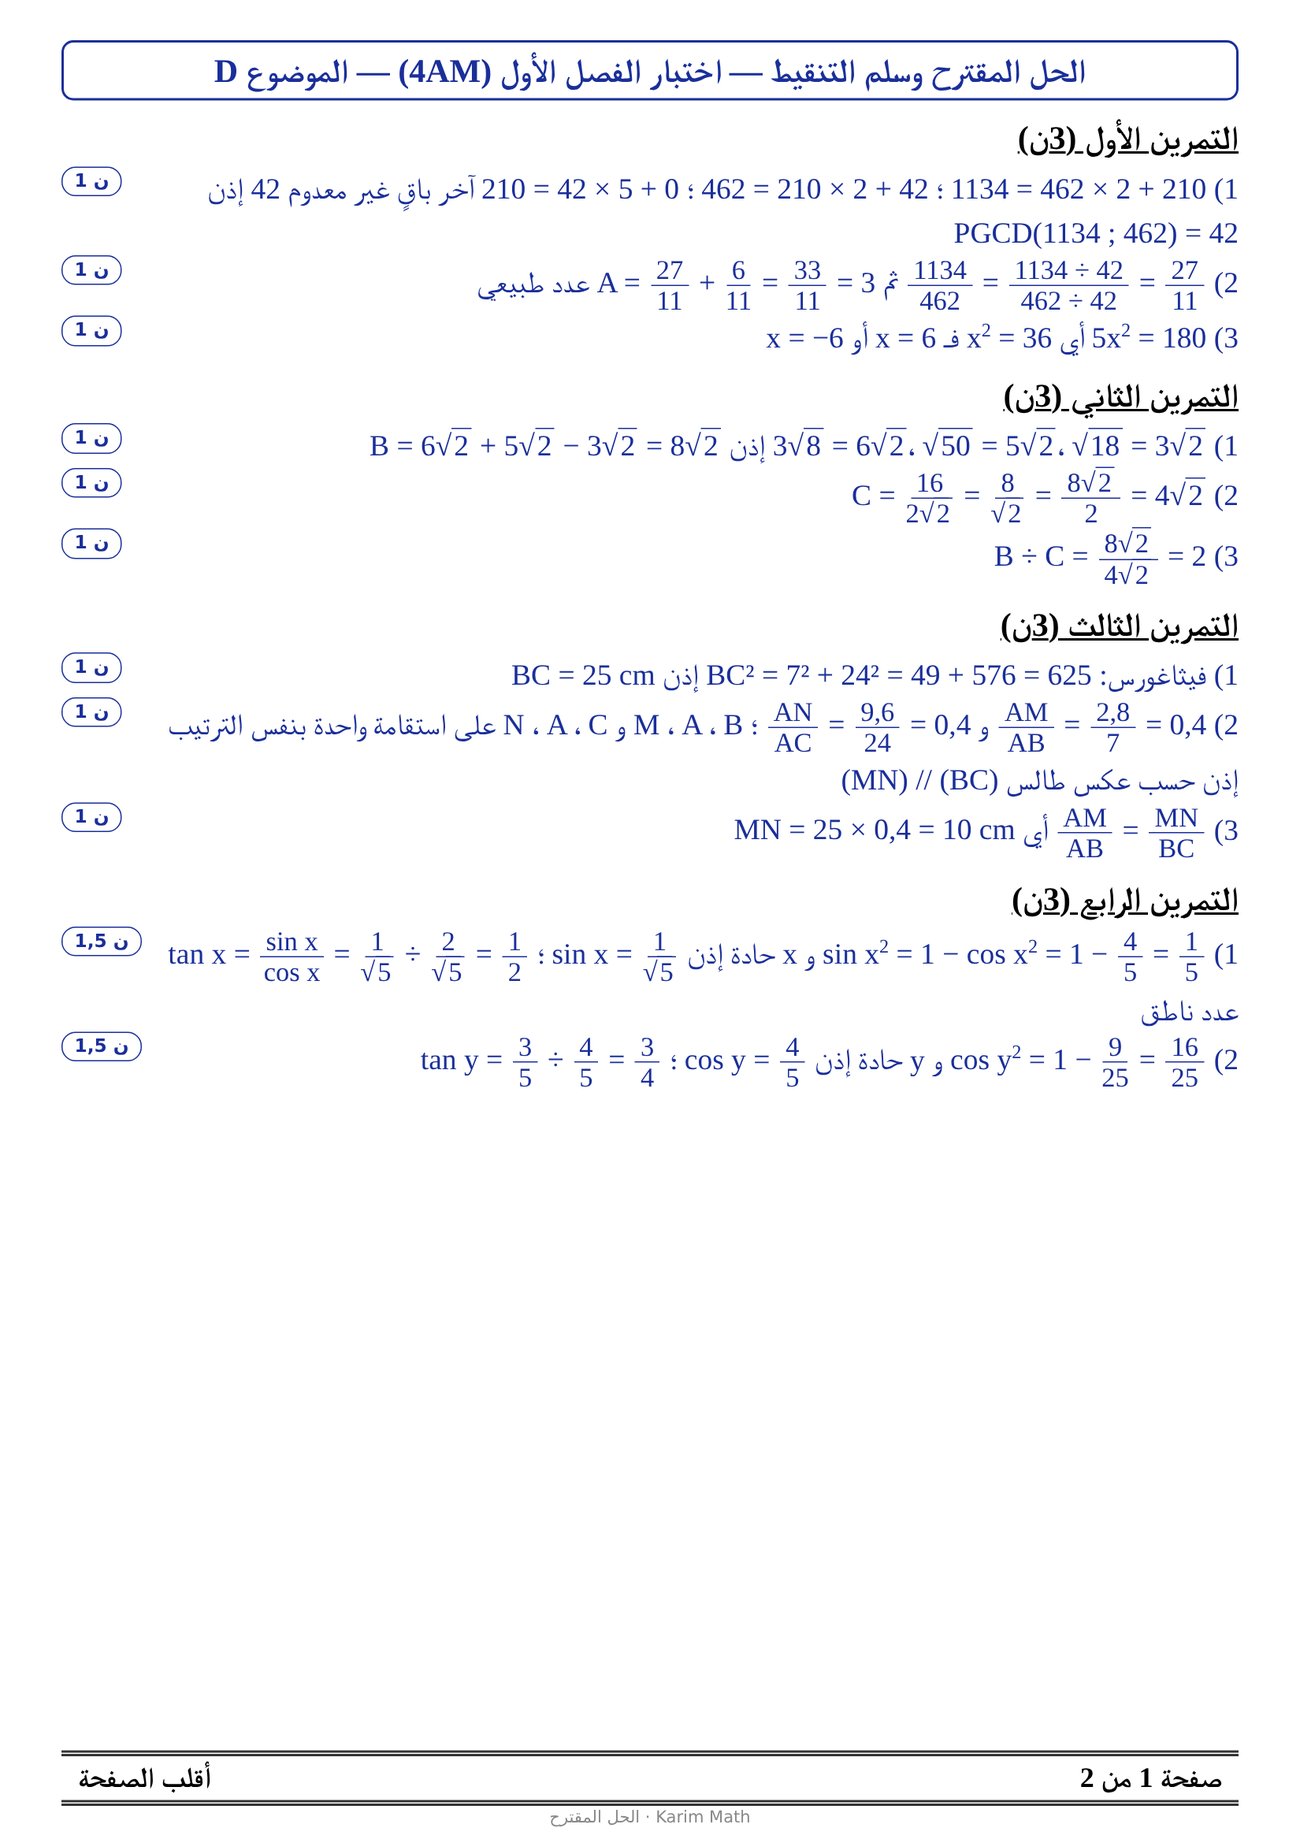 الحل المقترح وسلم التنقيط — اختبار الفصل الأول (4AM) — الموضوع D
التمرين الأول (3ن)
1) 1134 = 462 × 2 + 210 ؛ 462 = 210 × 2 + 42 ؛ 210 = 42 × 5 + 0 آخر باقٍ غير معدوم 42 إذن 1 ن
PGCD(1134 ; 462) = 42
2) 1134/462 = (1134 ÷ 42)/(462 ÷ 42) = 27/11 ثم A = 27/11 + 6/11 = 33/11 = 3 عدد طبيعي 1 ن
3) 5x² = 180 أي x² = 36 فـ x = 6 أو x = −6 1 ن
التمرين الثاني (3ن)
1) 3√8 = 6√2، √50 = 5√2، √18 = 3√2 إذن B = 6√2 + 5√2 − 3√2 = 8√2 1 ن
2) C = 16/2√2 = 8/√2 = 8√2/2 = 4√2 1 ن
3) B ÷ C = 8√2/4√2 = 2 1 ن
التمرين الثالث (3ن)
1) فيثاغورس: BC² = 7² + 24² = 49 + 576 = 625 إذن BC = 25 cm 1 ن
2) AM/AB = 2,8/7 = 0,4 و AN/AC = 9,6/24 = 0,4 ؛ M ، A ، B و N ، A ، C على استقامة واحدة بنفس الترتيب 1 ن
إذن حسب عكس طالس (MN) // (BC)
3) AM/AB = MN/BC أي MN = 25 × 0,4 = 10 cm 1 ن
التمرين الرابع (3ن)
1) sin x² = 1 − cos x² = 1 − 4/5 = 1/5 و x حادة إذن sin x = 1/√5 ؛ tan x = sin x/cos x = 1/√5 ÷ 2/√5 = 1/2 1,5 ن
عدد ناطق
2) cos y² = 1 − 9/25 = 16/25 و y حادة إذن cos y = 4/5 ؛ tan y = 3/5 ÷ 4/5 = 3/4 1,5 ن
صفحة 1 من 2 أقلب الصفحة
Karim Math · الحل المقترح